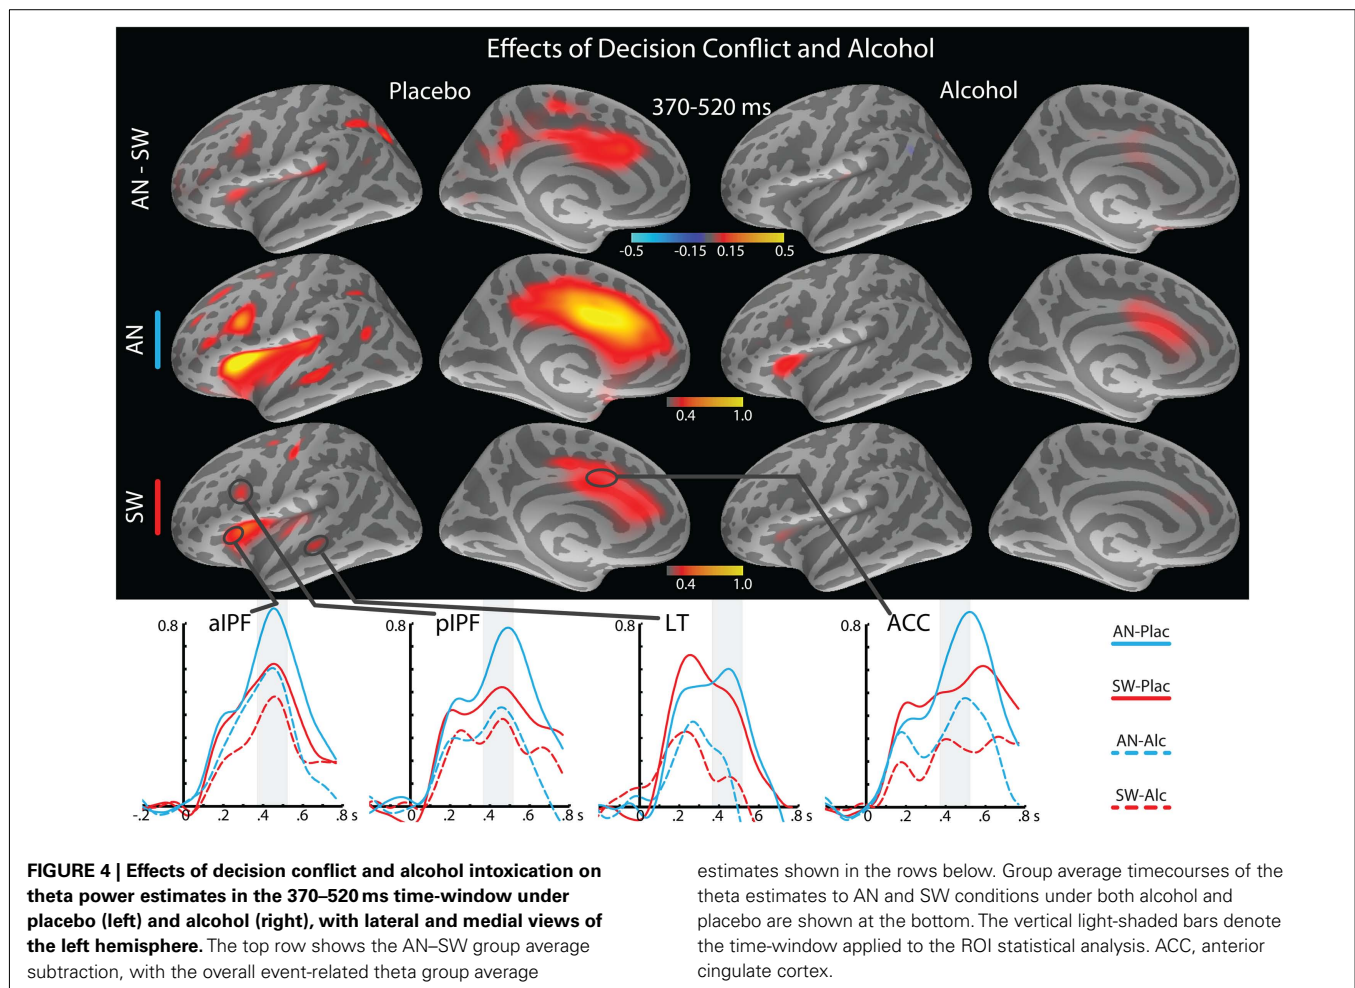 Effects of Decision Conflict and Alcohol
Placebo
370-520 ms
Alcohol
AN - SW
-0.5 -0.15 0.15 0.5
AN
0.4 1.0
SW
0.4 1.0
aIPF
pIPF
LT
ACC
0.8
0.8
0.8
0.8
-.2 0 .2 .4 .6 .8 s
0 .2 .4 .6 .8 s
0 .2 .4 .6 .8 s
0 .2 .4 .6 .8
AN-Plac
SW-Plac
AN-Alc
SW-Alc
FIGURE 4 | Effects of decision conflict and alcohol intoxication on
theta power estimates in the 370–520 ms time-window under
placebo (left) and alcohol (right), with lateral and medial views of
the left hemisphere. The top row shows the AN–SW group average
subtraction, with the overall event-related theta group average
estimates shown in the rows below. Group average timecourses of the
theta estimates to AN and SW conditions under both alcohol and
placebo are shown at the bottom. The vertical light-shaded bars denote
the time-window applied to the ROI statistical analysis. ACC, anterior
cingulate cortex.